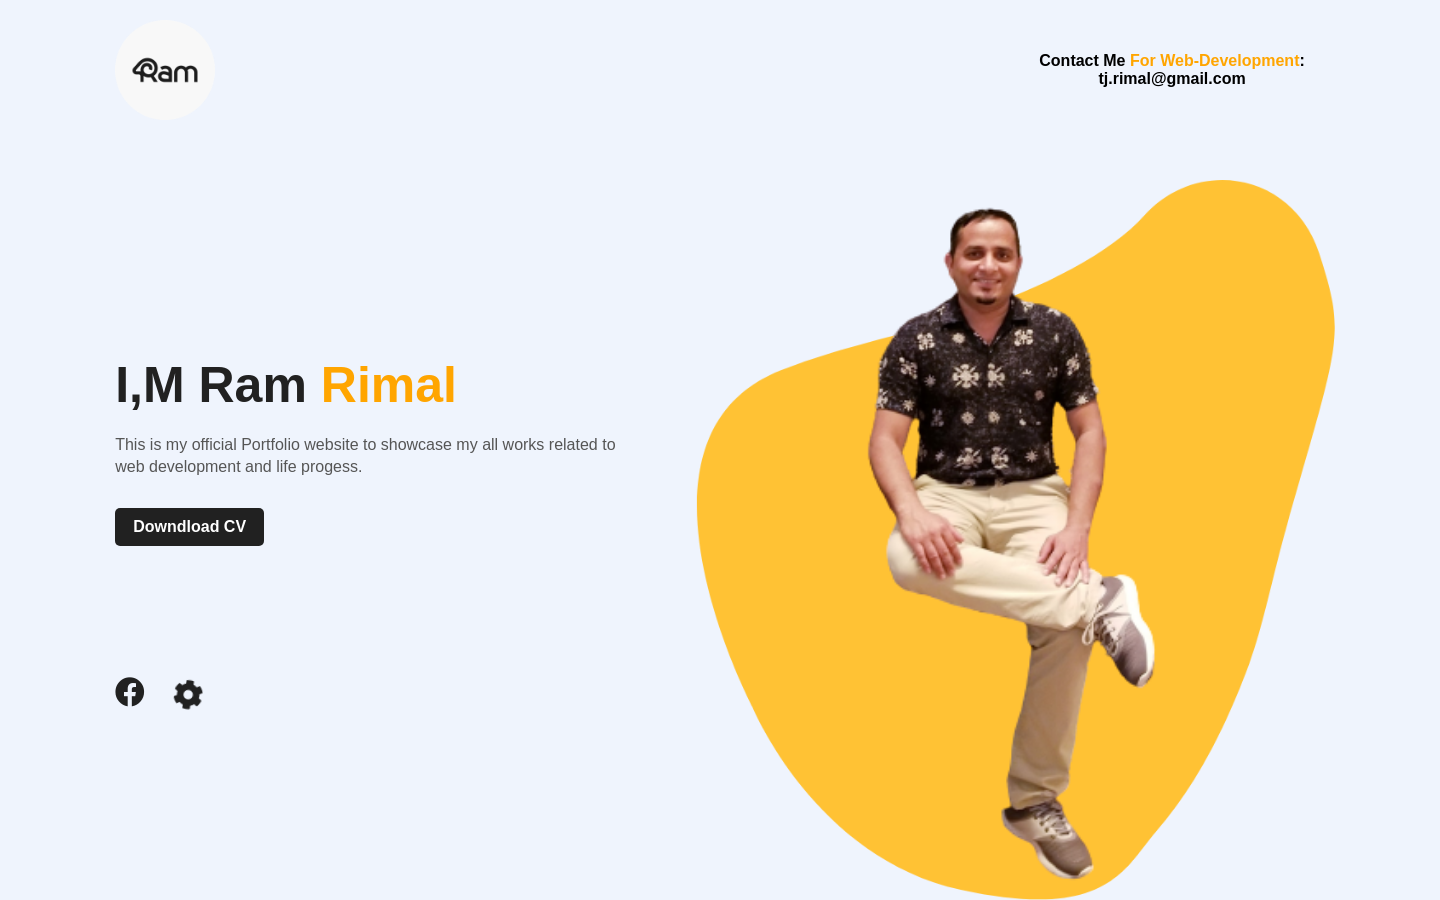 Ram
Contact Me For Web-Development:
tj.rimal@gmail.com
I,M Ram Rimal
This is my official Portfolio website to showcase my all works related to
web development and life progess.
Downdload CV